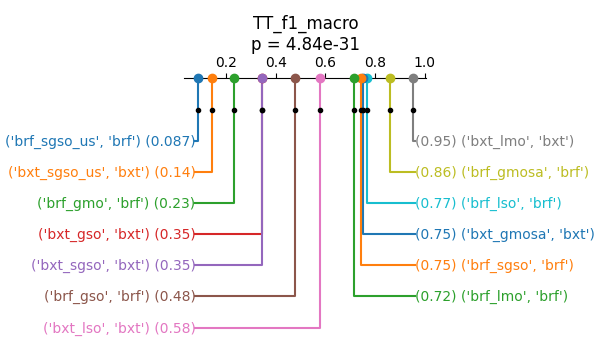 TT_f1_macro
p = 4.84e-31
0.2 0.4 0.6 0.8 1.0
('brf_sgso_us', 'brf') (0.087) (0.95) ('bxt_lmo', 'bxt')
('bxt_sgso_us', 'bxt') (0.14) (0.86) ('brf_gmosa', 'brf')
('brf_gmo', 'brf') (0.23) (0.77) ('brf_lso', 'brf')
('bxt_gso', 'bxt') (0.35) (0.75) ('bxt_gmosa', 'bxt')
('bxt_sgso', 'bxt') (0.35) (0.75) ('brf_sgso', 'brf')
('brf_gso', 'brf') (0.48) (0.72) ('brf_lmo', 'brf')
('bxt_lso', 'bxt') (0.58)